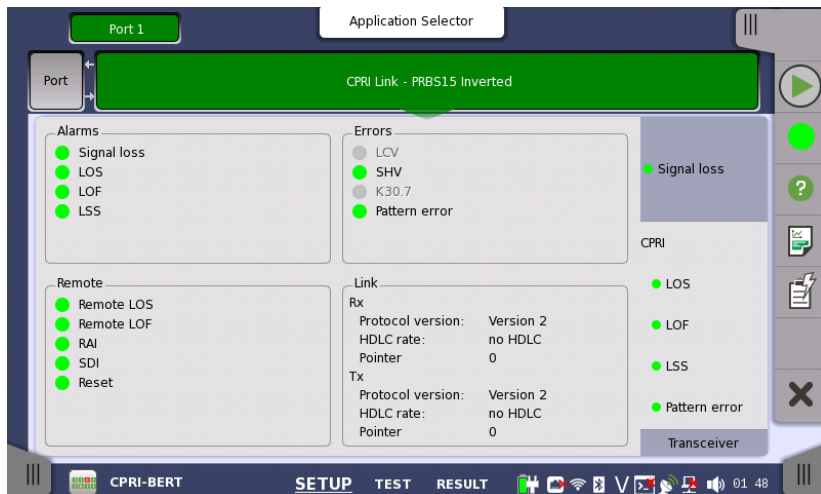 Port 1
Application Selector
Port
CPRI Link - PRBS15 Inverted
Alarms
Signal loss
LOS
LOF
LSS
Errors
LCV
SHV
K30.7
Pattern error
Remote
Remote LOS
Remote LOF
RAI
SDI
Reset
Link
Rx
Protocol version: Version 2
HDLC rate: no HDLC
Pointer 0
Tx
Protocol version: Version 2
HDLC rate: no HDLC
Pointer 0
Signal loss
CPRI
LOS
LOF
LSS
Pattern error
Transceiver
CPRI-BERT
SETUP TEST RESULT
V
01 48